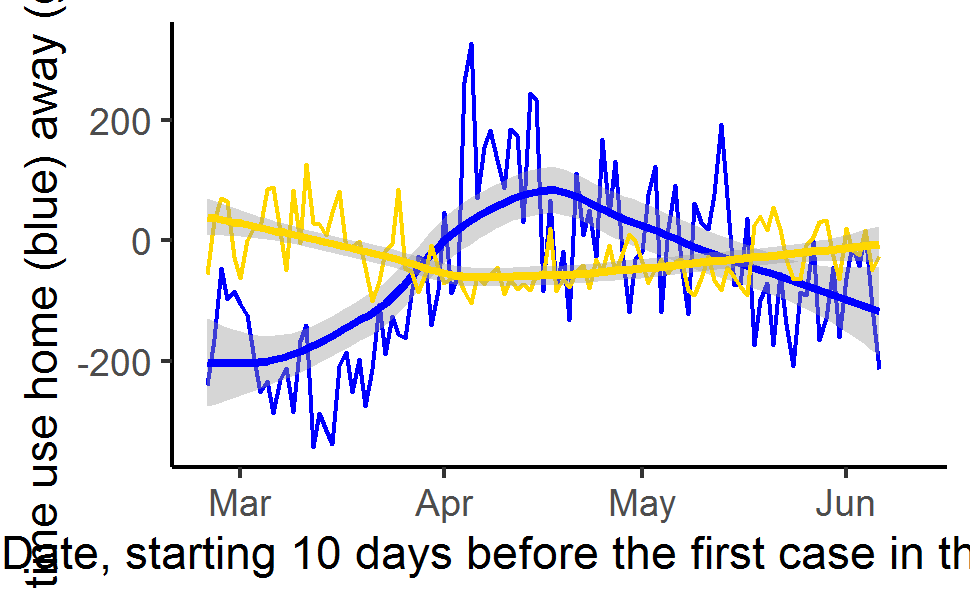 time use home (blue) away (
200
0
-200
Mar Apr May Jun
Date, starting 10 days before the first case in th